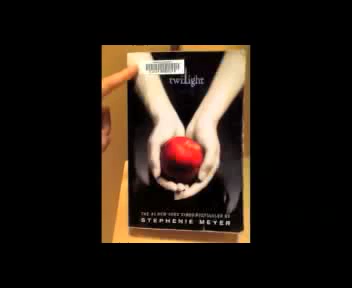 twilight
THE #1 NEW YORK TIMES BESTSELLER BY
STEPHENIE MEYER